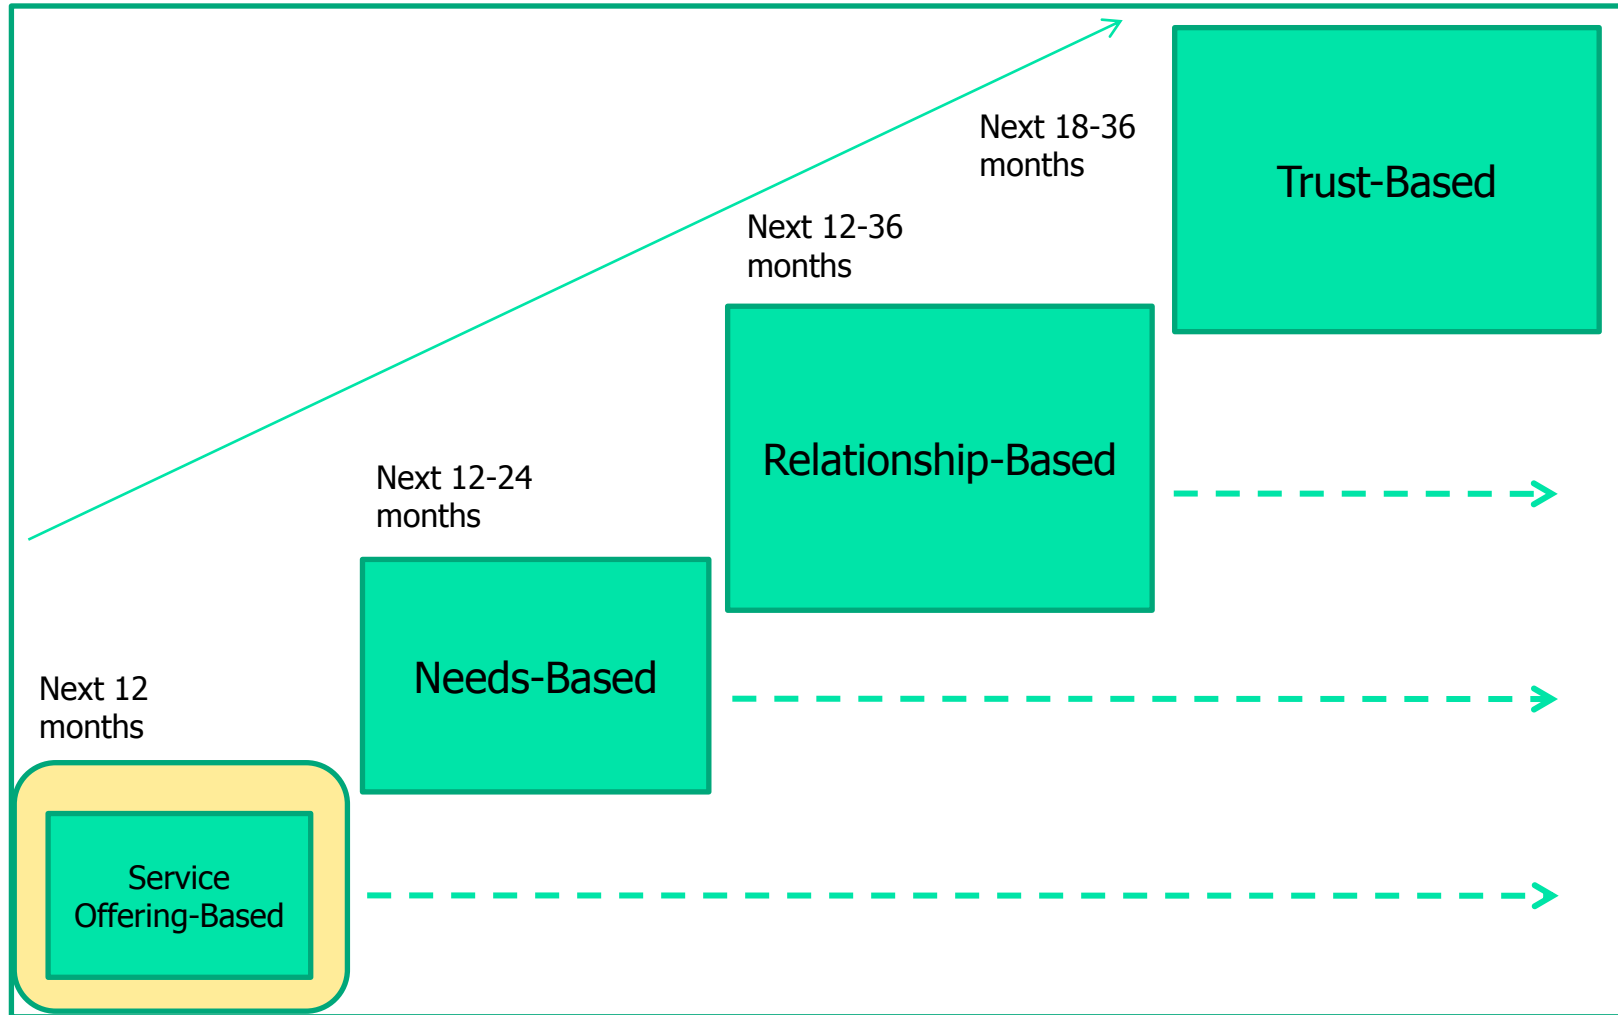 Next 18-36
months
Trust-Based
Next 12-36
months
Relationship-Based
Next 12-24
months
Needs-Based
Next 12
months
Service
Offering-Based